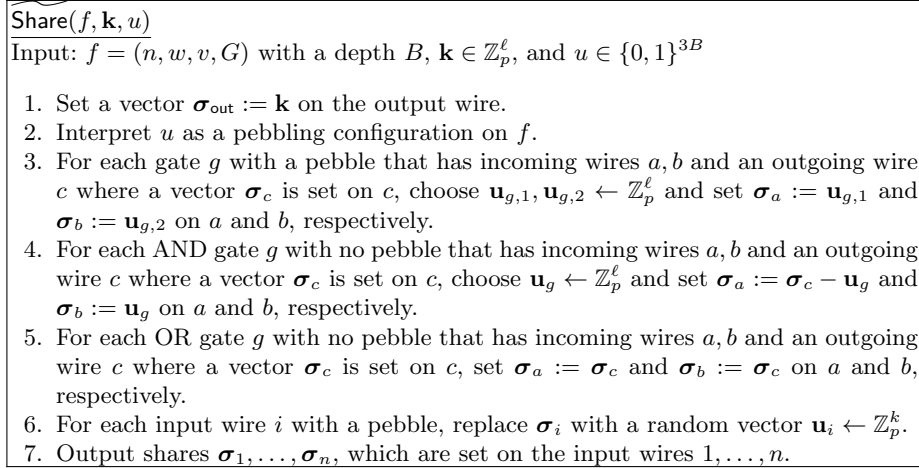 Share(f, k, u)
Input: f = (n, w, v, G) with a depth B, k ∈ ℤ_p^ℓ, and u ∈ {0, 1}^{3B}
1. Set a vector σ_out := k on the output wire.
2. Interpret u as a pebbling configuration on f.
3. For each gate g with a pebble that has incoming wires a, b and an outgoing wire
c where a vector σ_c is set on c, choose u_{g,1}, u_{g,2} ← ℤ_p^ℓ and set σ_a := u_{g,1} and
σ_b := u_{g,2} on a and b, respectively.
4. For each AND gate g with no pebble that has incoming wires a, b and an outgoing
wire c where a vector σ_c is set on c, choose u_g ← ℤ_p^ℓ and set σ_a := σ_c − u_g and
σ_b := u_g on a and b, respectively.
5. For each OR gate g with no pebble that has incoming wires a, b and an outgoing
wire c where a vector σ_c is set on c, set σ_a := σ_c and σ_b := σ_c on a and b,
respectively.
6. For each input wire i with a pebble, replace σ_i with a random vector u_i ← ℤ_p^k.
7. Output shares σ_1, . . . , σ_n, which are set on the input wires 1, . . . , n.